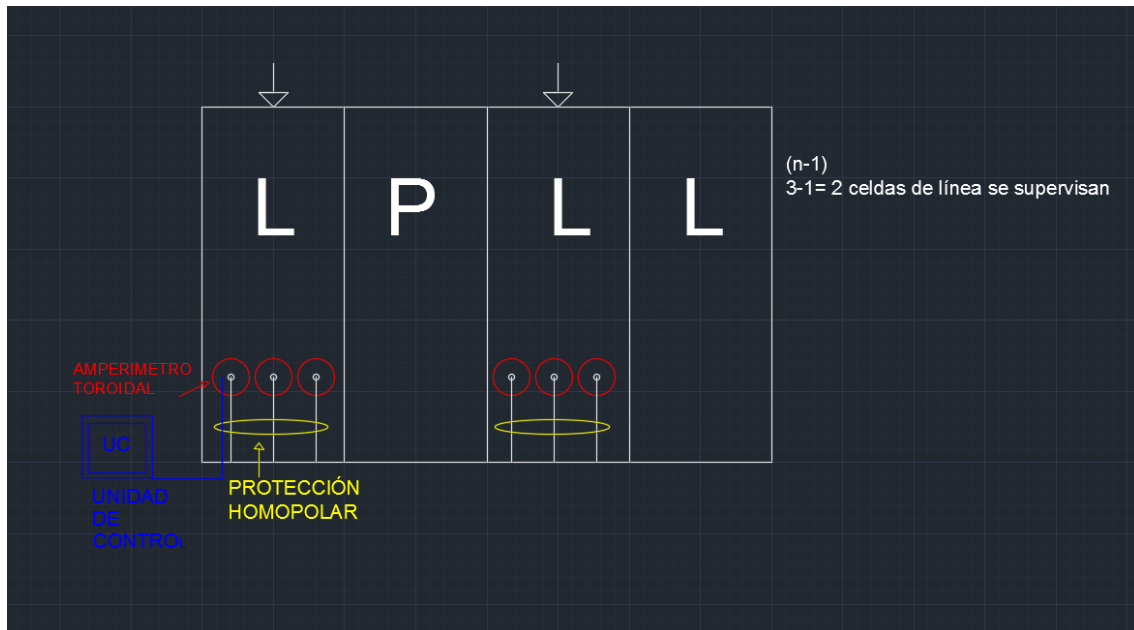 L P L L
(n-1)
3-1= 2 celdas de línea se supervisan
AMPERIMETRO
TOROIDAL
UC
UNIDAD
DE
CONTROL
PROTECCIÓN
HOMOPOLAR